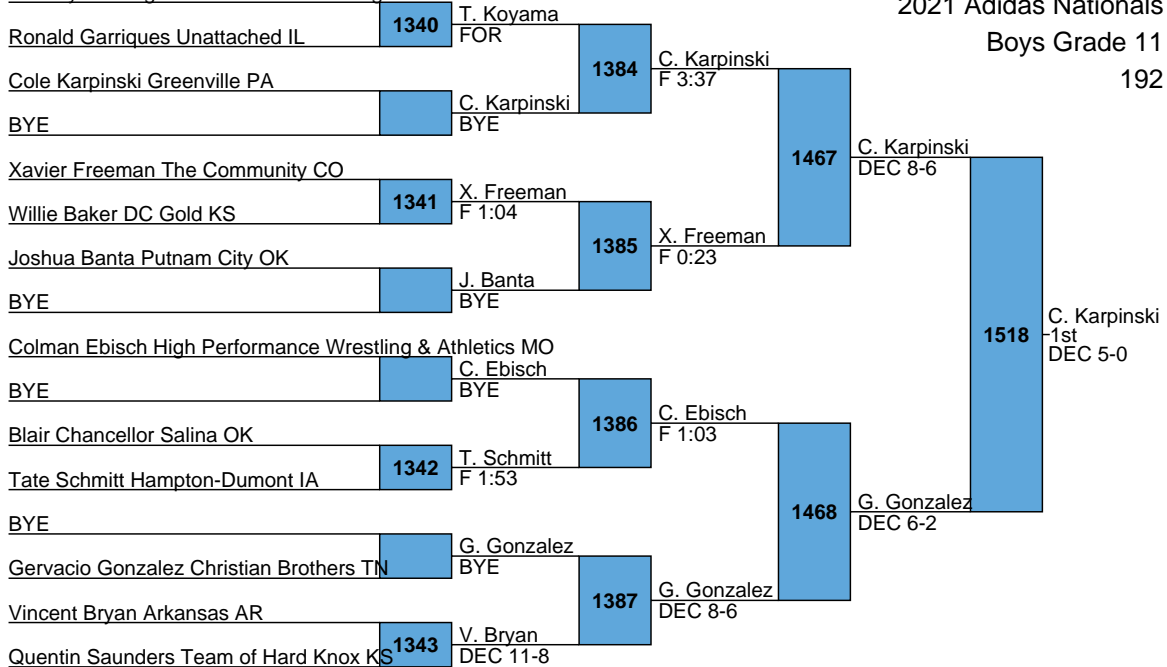 2021 Adidas Nationals
Boys Grade 11
192
Ronald Garriques Unattached IL
Cole Karpinski Greenville PA
BYE
Xavier Freeman The Community CO
Willie Baker DC Gold KS
Joshua Banta Putnam City OK
BYE
Colman Ebisch High Performance Wrestling & Athletics MO
BYE
Blair Chancellor Salina OK
Tate Schmitt Hampton-Dumont IA
BYE
Gervacio Gonzalez Christian Brothers TN
Vincent Bryan Arkansas AR
Quentin Saunders Team of Hard Knox KS
1340
1341
1342
1343
T. Koyama
FOR
C. Karpinski
BYE
X. Freeman
F 1:04
J. Banta
BYE
C. Ebisch
BYE
T. Schmitt
F 1:53
G. Gonzalez
BYE
V. Bryan
DEC 11-8
1384
1385
1386
1387
C. Karpinski
F 3:37
X. Freeman
F 0:23
C. Ebisch
F 1:03
G. Gonzalez
DEC 8-6
1467
1468
C. Karpinski
DEC 8-6
G. Gonzalez
DEC 6-2
1518
C. Karpinski
1st
DEC 5-0